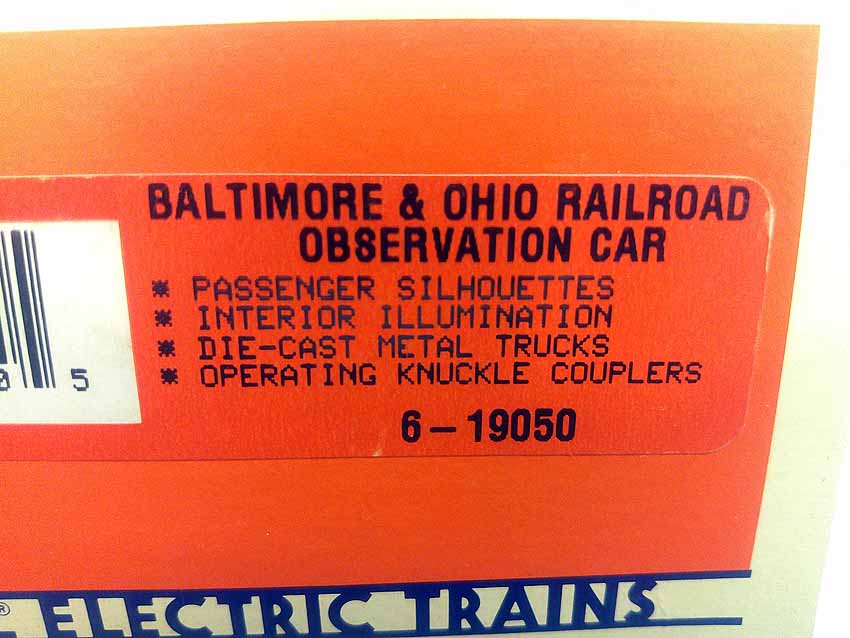 BALTIMORE & OHIO RAILROAD
OBSERVATION CAR
* PASSENGER SILHOUETTES
* INTERIOR ILLUMINATION
* DIE-CAST METAL TRUCKS
* OPERATING KNUCKLE COUPLERS
5
6-19050
® ELECTRIC TRAINS